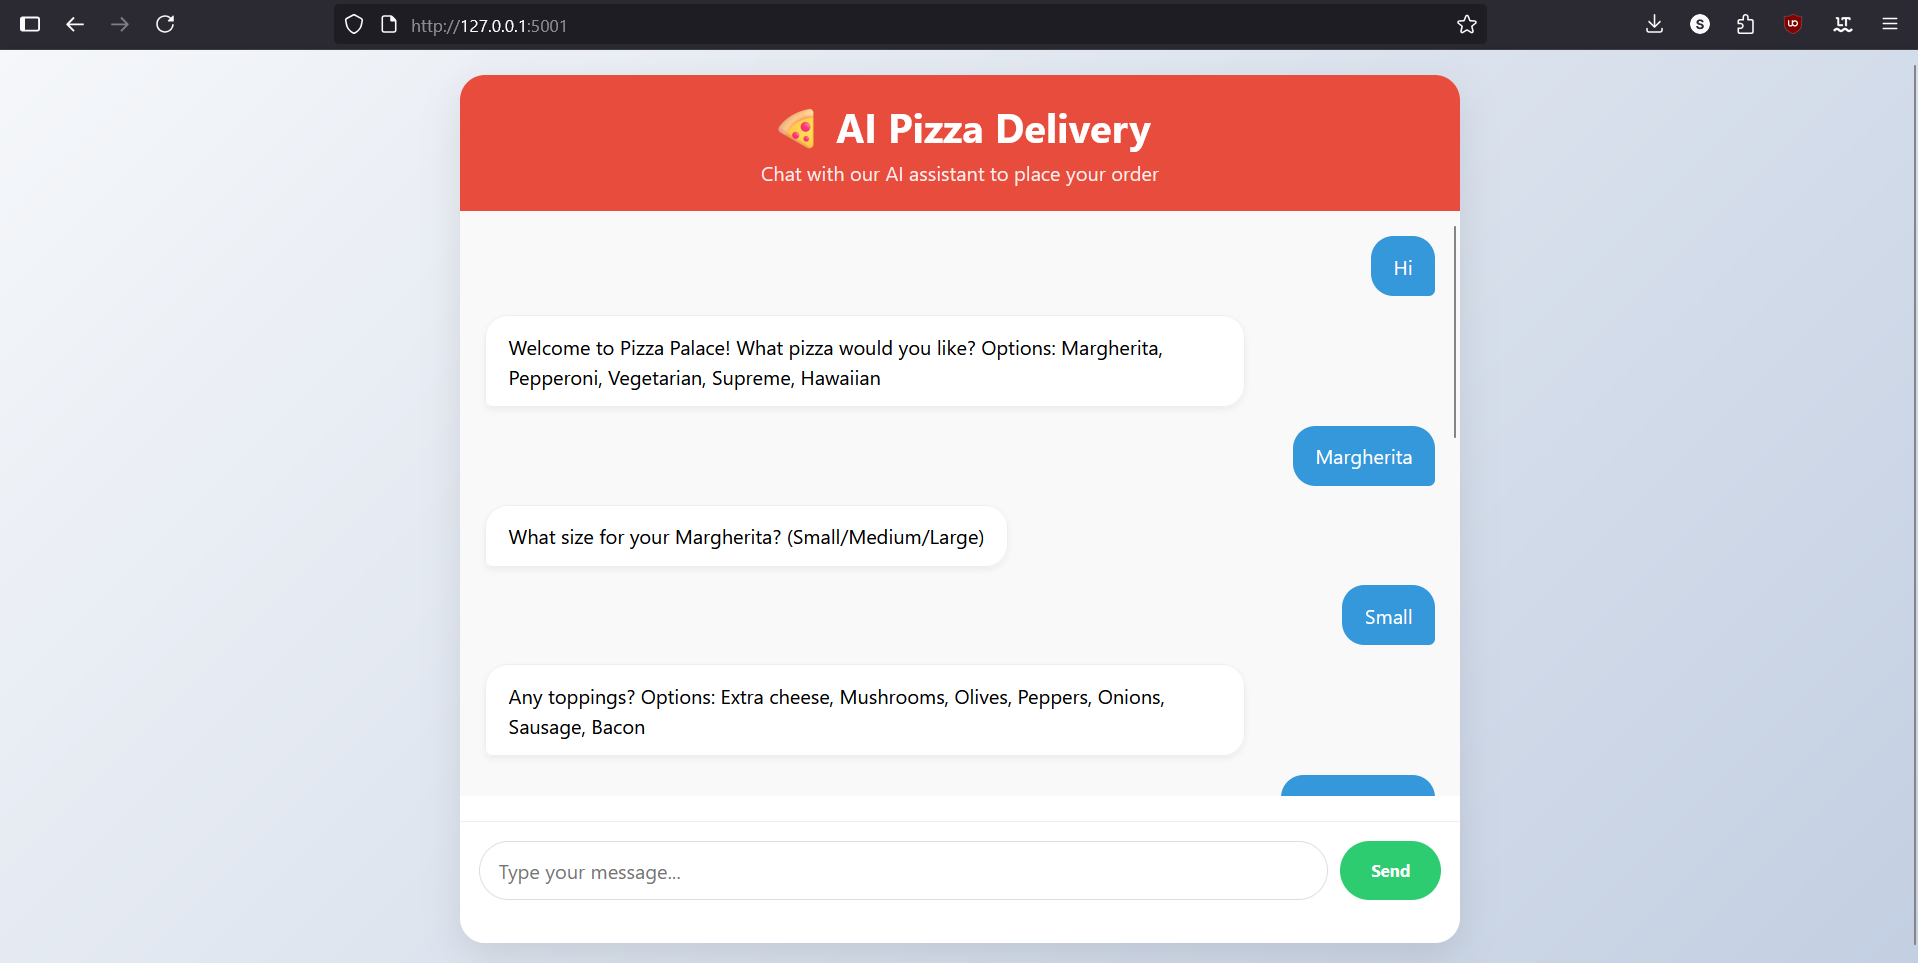 http://127.0.0.1:5001
AI Pizza Delivery
Chat with our AI assistant to place your order
Hi
Welcome to Pizza Palace! What pizza would you like? Options: Margherita,
Pepperoni, Vegetarian, Supreme, Hawaiian
Margherita
What size for your Margherita? (Small/Medium/Large)
Small
Any toppings? Options: Extra cheese, Mushrooms, Olives, Peppers, Onions,
Sausage, Bacon
Type your message...
Send